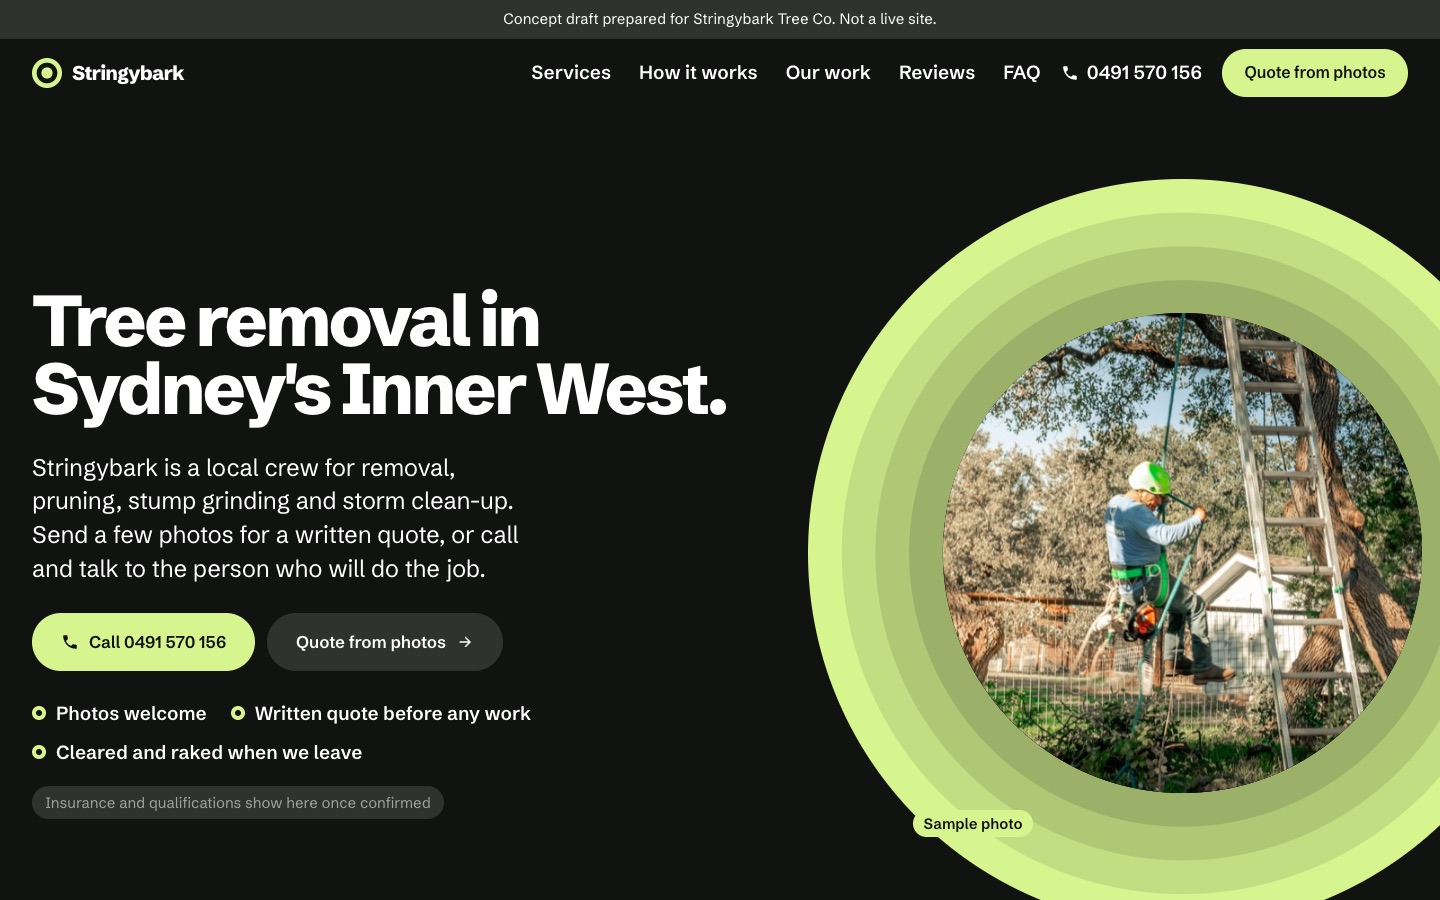 Concept draft prepared for Stringybark Tree Co. Not a live site.
Stringybark
Services
How it works
Our work
Reviews
FAQ
0491 570 156
Quote from photos
Tree removal in
Sydney's Inner West.
Stringybark is a local crew for removal,
pruning, stump grinding and storm clean-up.
Send a few photos for a written quote, or call
and talk to the person who will do the job.
Call 0491 570 156
Quote from photos
Photos welcome
Written quote before any work
Cleared and raked when we leave
Insurance and qualifications show here once confirmed
Sample photo